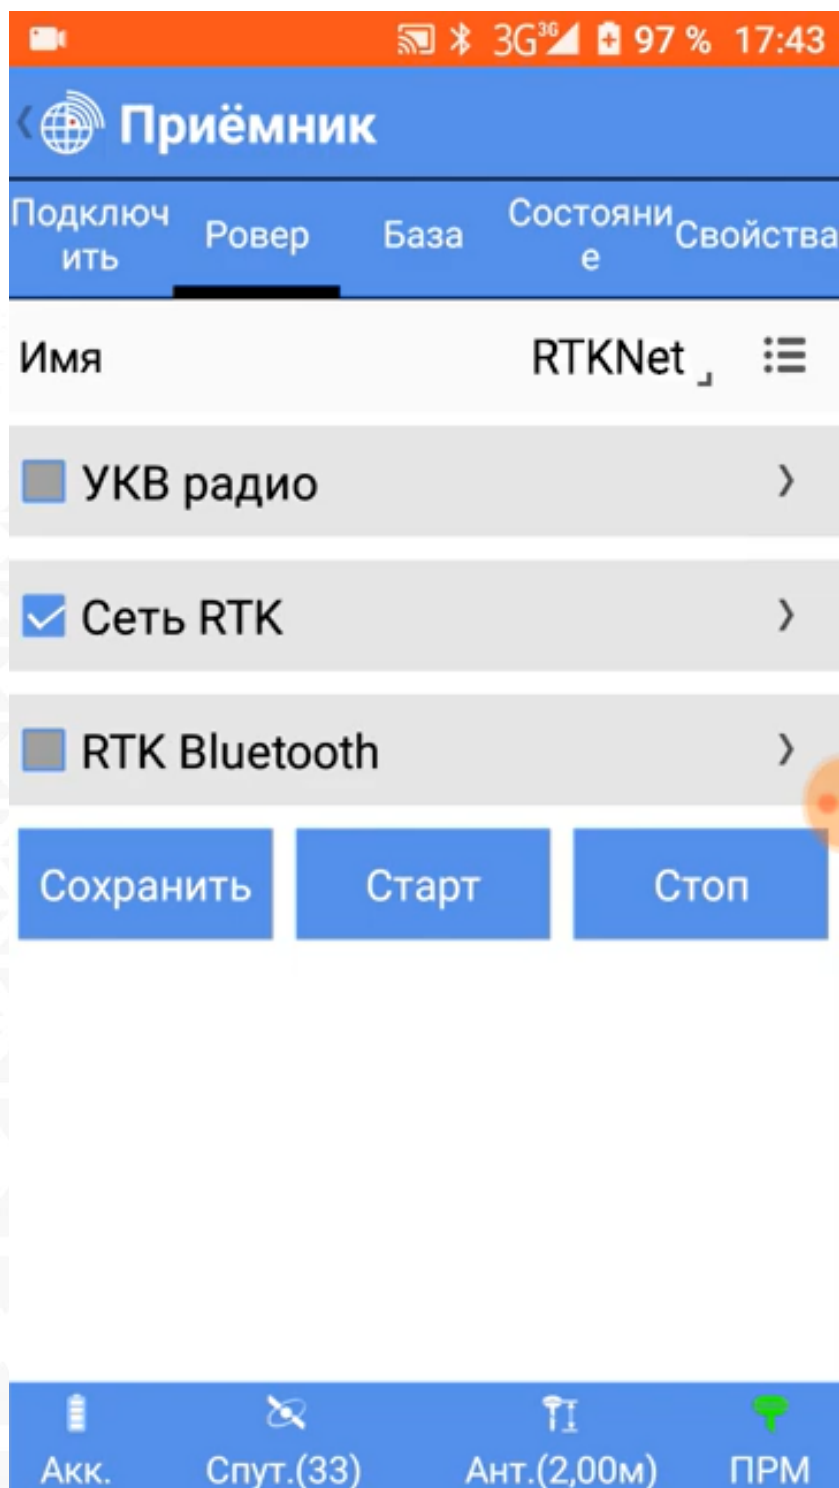 3G 3G 97 % 17:43
Приёмник
Подключ
ить
Ровер
База
Состояни
е
Свойства
Имя
RTKNet
УКВ радио
Сеть RTK
RTK Bluetooth
Сохранить
Старт
Стоп
Акк.
Спут.(33)
Ант.(2,00м)
ПРМ